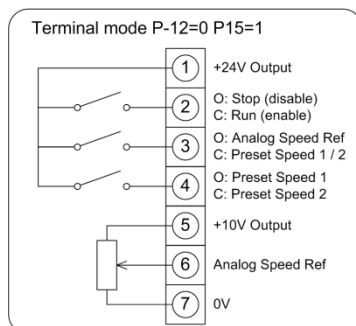 Terminal mode P-12=0 P15=1
1 +24V Output
2 O: Stop (disable)
C: Run (enable)
3 O: Analog Speed Ref
C: Preset Speed 1 / 2
4 O: Preset Speed 1
C: Preset Speed 2
5 +10V Output
6 Analog Speed Ref
7 0V